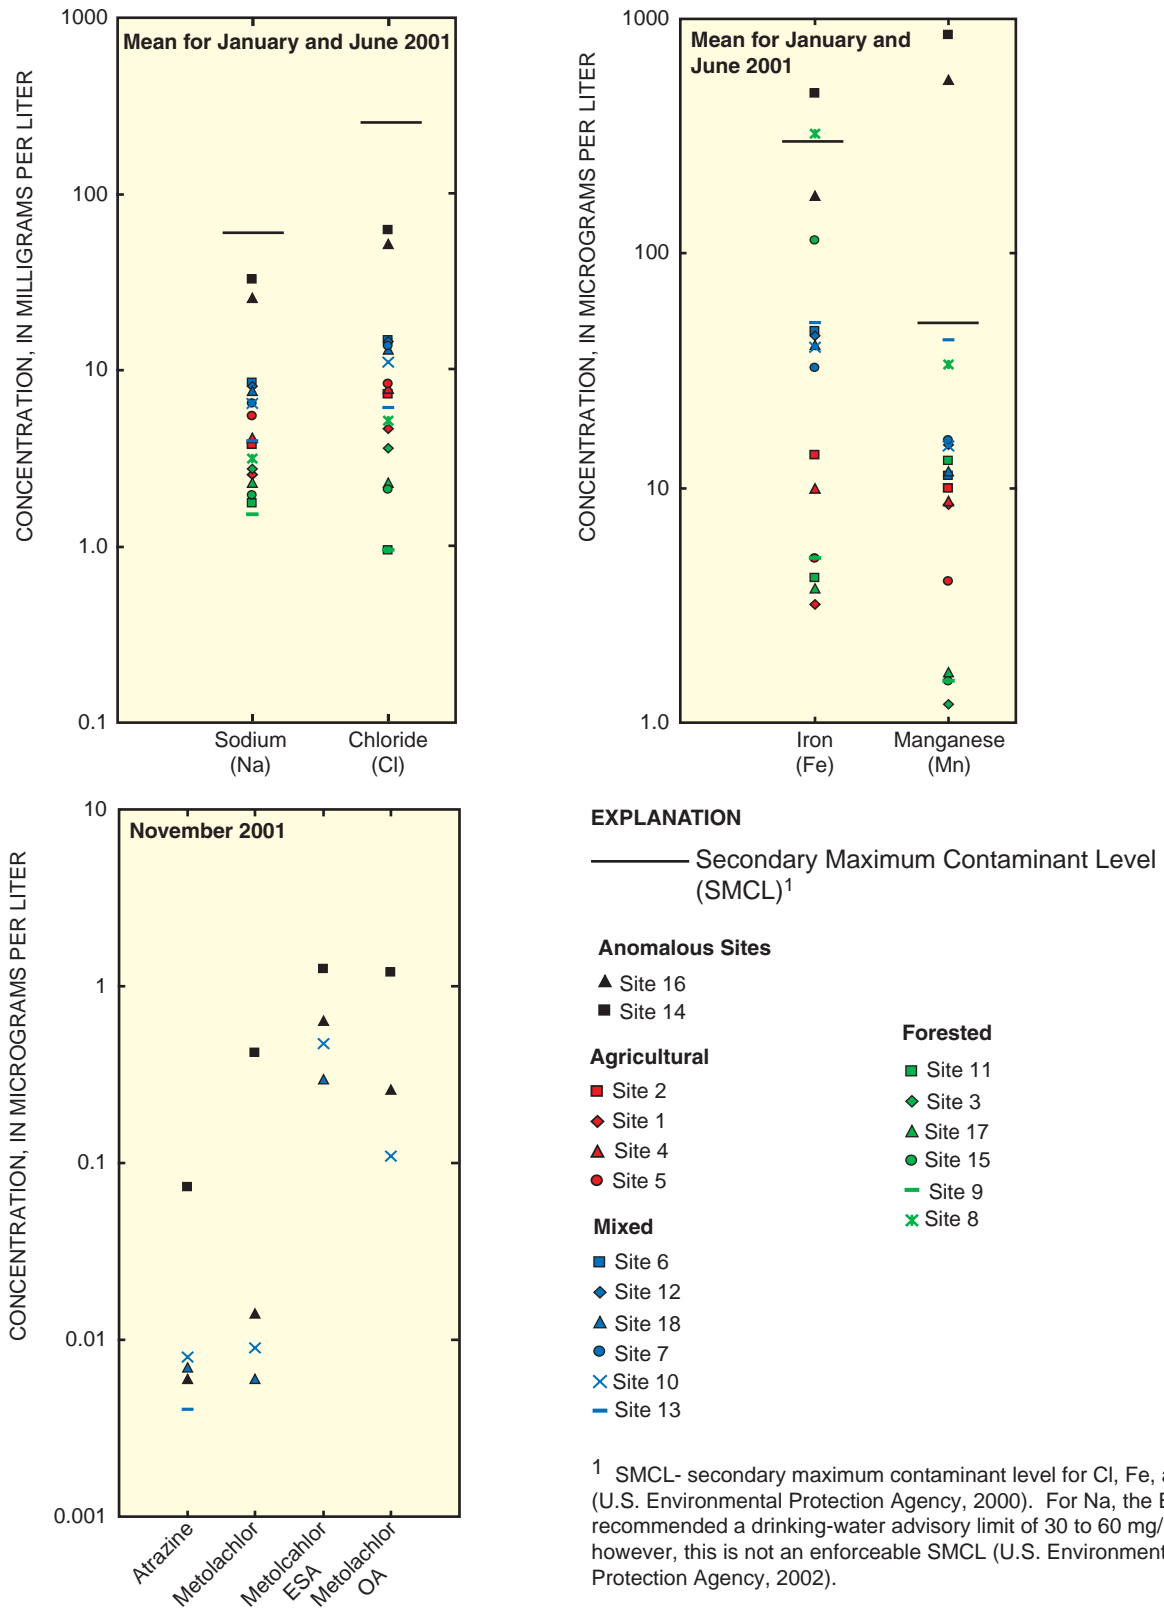 1000
100
10
1.0
0.1
CONCENTRATION, IN MILLIGRAMS PER LITER
Mean for January and June 2001
Sodium
(Na)
Chloride
(Cl)
1000
100
10
1.0
CONCENTRATION, IN MICROGRAMS PER LITER
Mean for January and
June 2001
Iron
(Fe)
Manganese
(Mn)
10
1
0.1
0.01
0.001
CONCENTRATION, IN MICROGRAMS PER LITER
November 2001
Atrazine
Metolachlor
Metolcahlor
ESA
Metolachlor
OA
EXPLANATION
Secondary Maximum Contaminant Level
(SMCL)1
Anomalous Sites
Site 16
Site 14
Agricultural
Site 2
Site 1
Site 4
Site 5
Mixed
Site 6
Site 12
Site 18
Site 7
Site 10
Site 13
Forested
Site 11
Site 3
Site 17
Site 15
Site 9
Site 8
1 SMCL- secondary maximum contaminant level for Cl, Fe,
(U.S. Environmental Protection Agency, 2000). For Na, the
recommended a drinking-water advisory limit of 30 to 60 mg/
however, this is not an enforceable SMCL (U.S. Environment
Protection Agency, 2002).